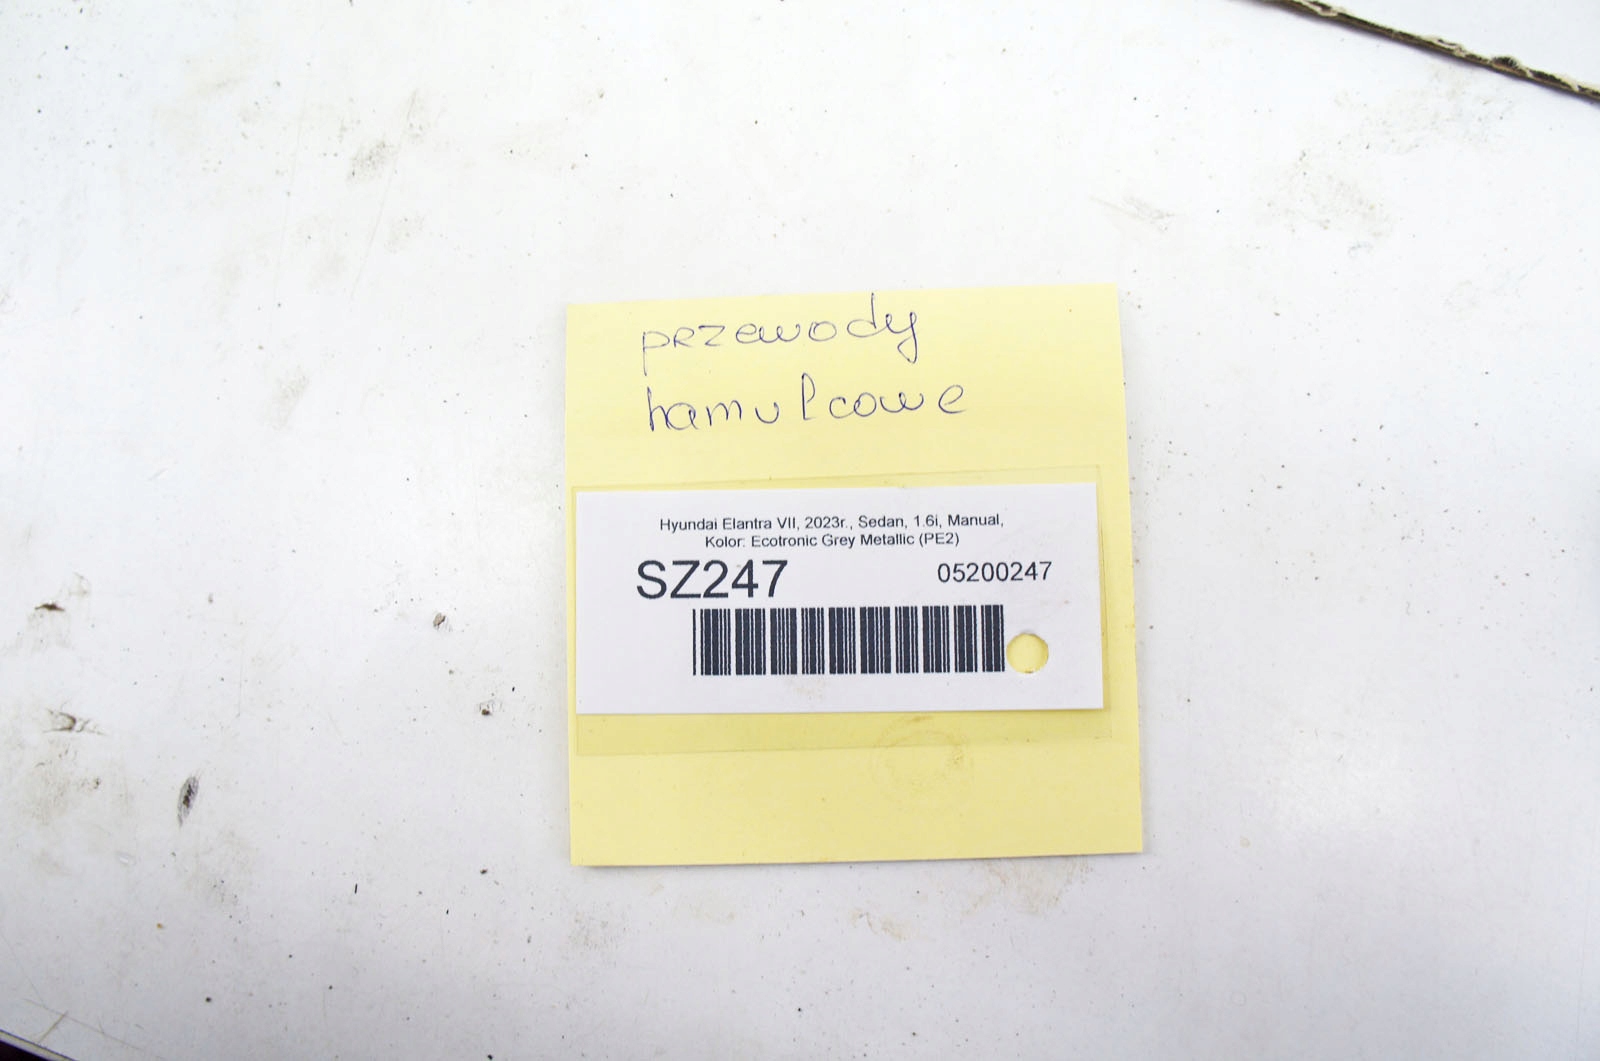 przewody
hamulcowe
Hyundai Elantra VII, 2023r., Sedan, 1.6i, Manual,
Kolor: Ecotronic Grey Metallic (PE2)
SZ247 05200247